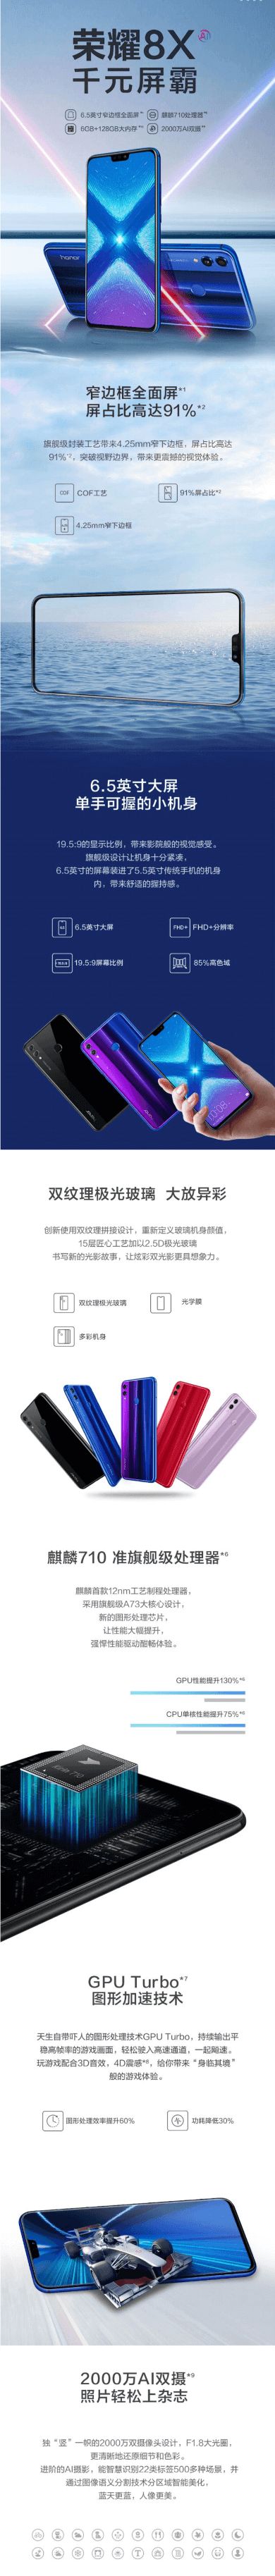 荣耀8X
千元屏霸
6.5英寸窄边框全面屏*¹
麒麟710处理器*⁶
6GB+128GB大内存
2000万AI双摄*⁹
honor
窄边框全面屏*¹
屏占比高达91%*²
旗舰级封装工艺带来4.25mm窄下边框，屏占比高达
91%*²，突破视野边界，带来更震撼的视觉体验。
COF
COF工艺
91%屏占比*²
4.25mm窄下边框
6.5英寸大屏
单手可握的小机身
19.5:9的显示比例，带来影院般的视觉感受。
旗舰级设计让机身十分紧凑，
6.5英寸的屏幕装进了5.5英寸传统手机的机身
内，带来舒适的握持感。
6.5英寸大屏
FHD+
FHD+分辨率
19.5:9屏幕比例
85%高色域
双纹理极光玻璃 大放异彩
创新使用双纹理拼接设计，重新定义玻璃机身颜值，
15层匠心工艺加以2.5D极光玻璃
书写新的光影故事，让炫彩双光影更具想象力。
双纹理极光玻璃
光学膜
多彩机身
麒麟710 准旗舰级处理器*⁶
麒麟首款12nm工艺制程处理器，
采用旗舰级A73大核心设计，
新的图形处理芯片，
让性能大幅提升，
强悍性能驱动酣畅体验。
GPU性能提升130%*⁶
CPU单核性能提升75%*⁶
Kirin 710
GPU Turbo*⁷
图形加速技术
天生自带吓人的图形处理技术GPU Turbo，持续输出平
稳高帧率的游戏画面，轻松驶入高速通道，一起飚速。
玩游戏配合3D音效，4D震感*⁸，给你带来“身临其境”
般的游戏体验。
图形处理效率提升60%
功耗降低30%
2000万AI双摄*⁹
照片轻松上杂志
独“竖”一帜的2000万双摄像头设计，F1.8大光圈，
更清晰地还原细节和色彩。
进阶的AI摄影，能智慧识别22类标签500多种场景，并
通过图像语义分割技术分区域智能美化，
蓝天更蓝，人像更美。